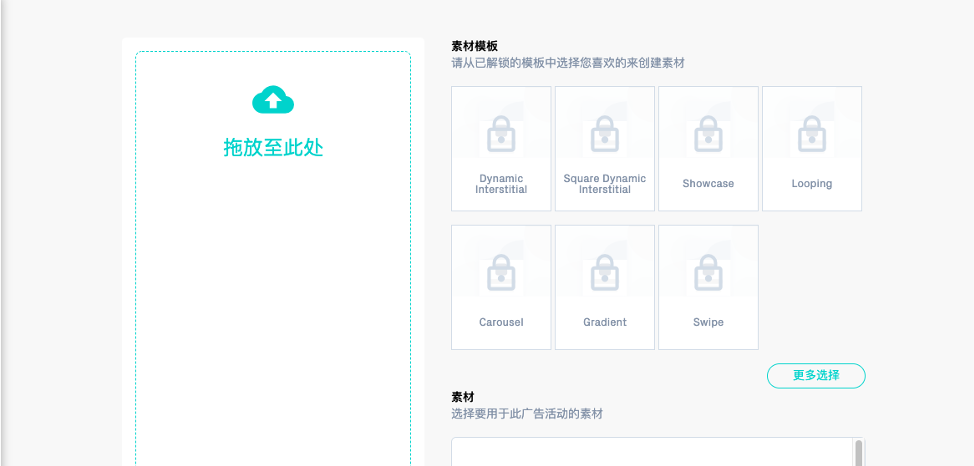 拖放至此处
素材模板
请从已解锁的模板中选择您喜欢的来创建素材
Dynamic
Interstitial
Square Dynamic
Interstitial
Showcase
Looping
Carousel
Gradient
Swipe
更多选择
素材
选择要用于此广告活动的素材